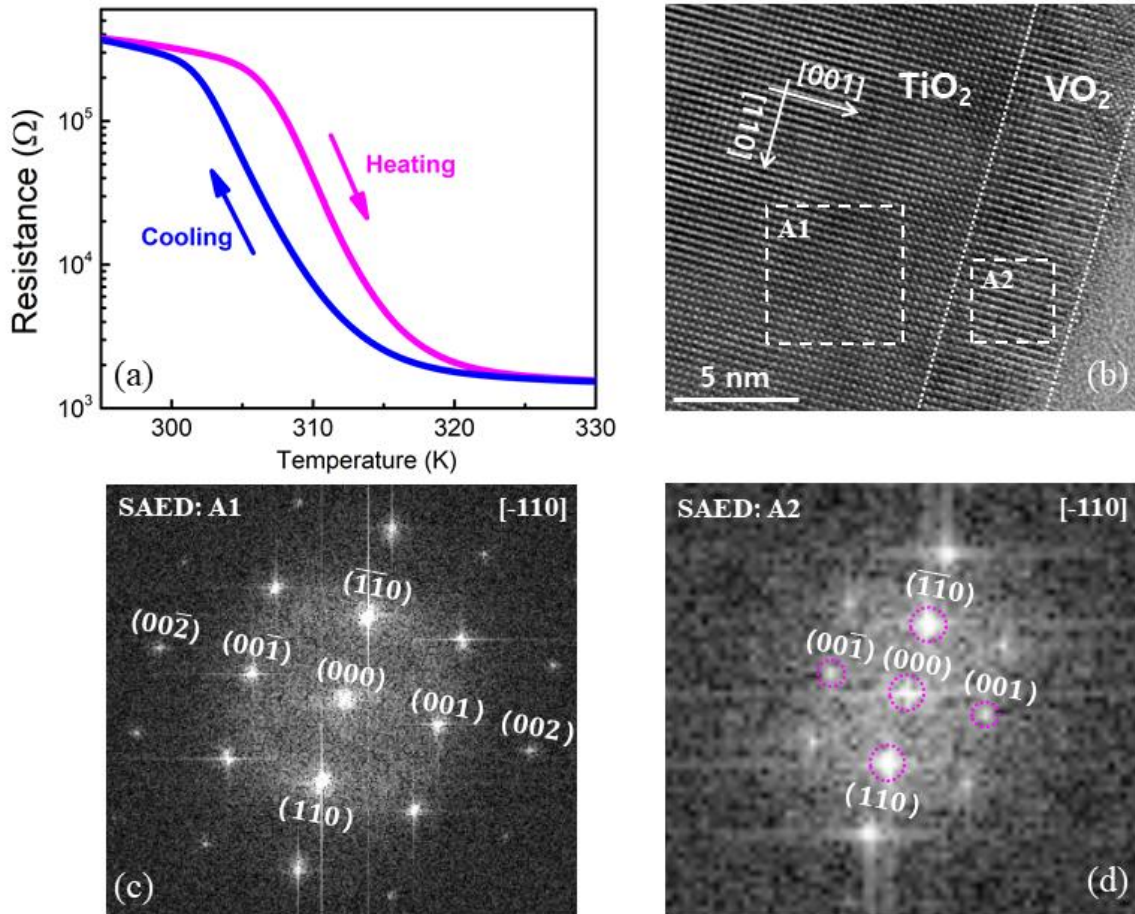 Resistance (Ω)
10⁵
10⁴
10³
Heating
Cooling
(a)
300
310
320
330
Temperature (K)
[001]
[110]
TiO₂
VO₂
A1
A2
5 nm
(b)
SAED: A1
[-110]
(1̅1̅0)
(002̅)
(001̅)
(000)
(001)
(002)
(110)
(c)
SAED: A2
[-110]
(1̅1̅0)
(001̅)
(000)
(001)
(110)
(d)